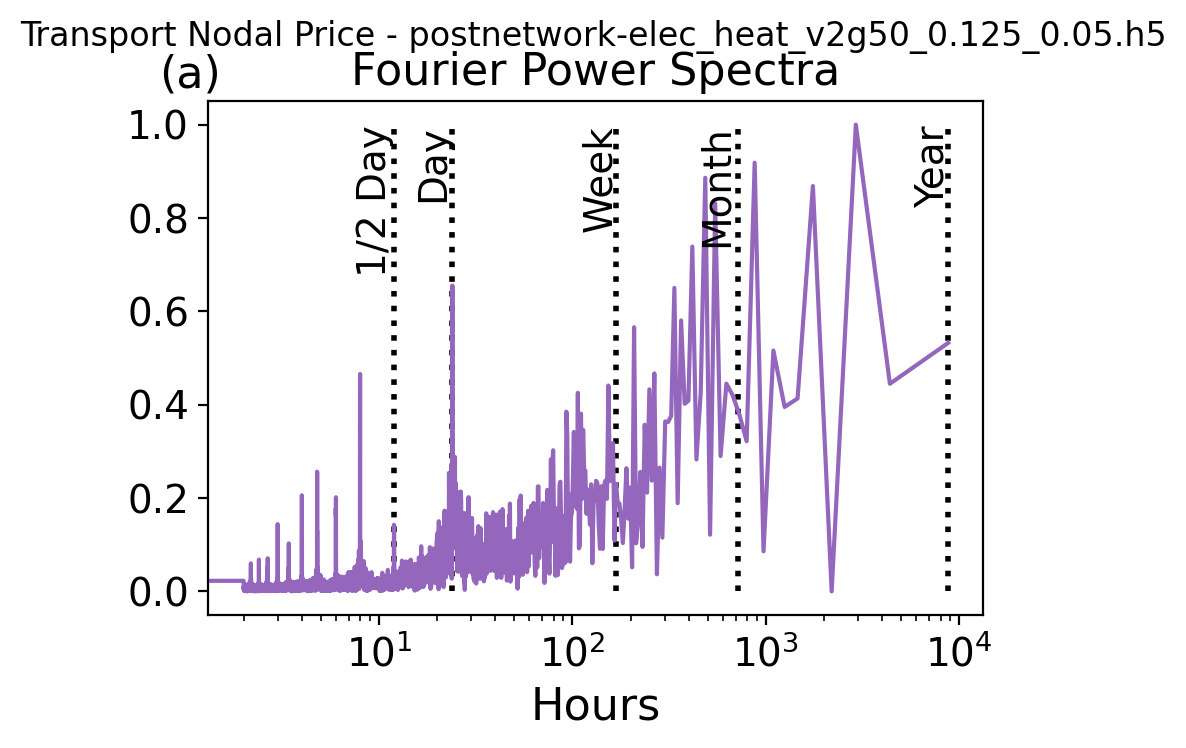 Transport Nodal Price - postnetwork-elec_heat_v2g50_0.125_0.05.h5
(a) Fourier Power Spectra
1/2 Day
Day
Week
Month
Year
1.0
0.8
0.6
0.4
0.2
0.0
10¹ 10² 10³ 10⁴
Hours